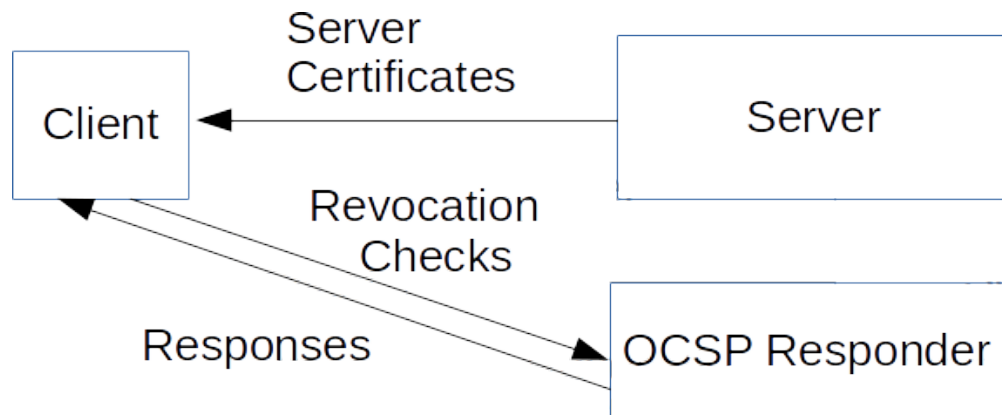 Server
Certificates
Client
Server
Revocation
Checks
Responses
OCSP Responder